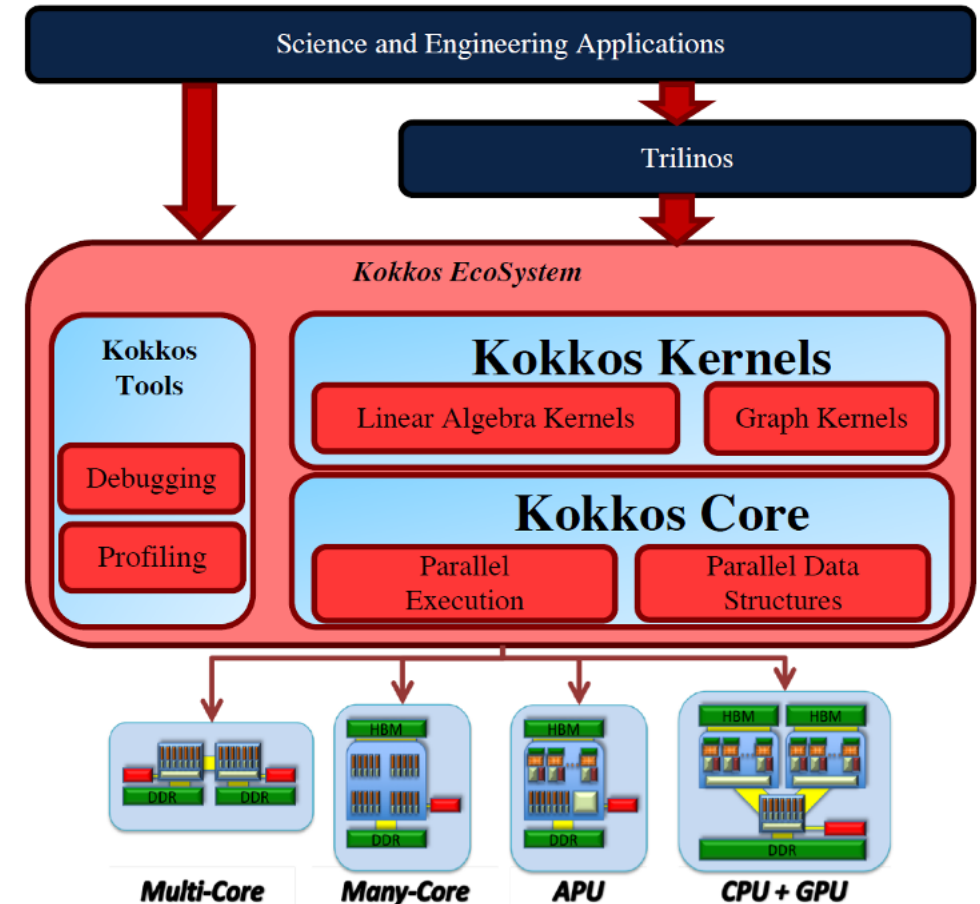 Science and Engineering Applications
Trilinos
Kokkos EcoSystem
Kokkos
Tools
Debugging
Profiling
Kokkos Kernels
Linear Algebra Kernels
Graph Kernels
Kokkos Core
Parallel
Execution
Parallel Data
Structures
DDR
DDR
Multi-Core
HBM
DDR
Many-Core
HBM
DDR
APU
HBM
HBM
DDR
CPU + GPU